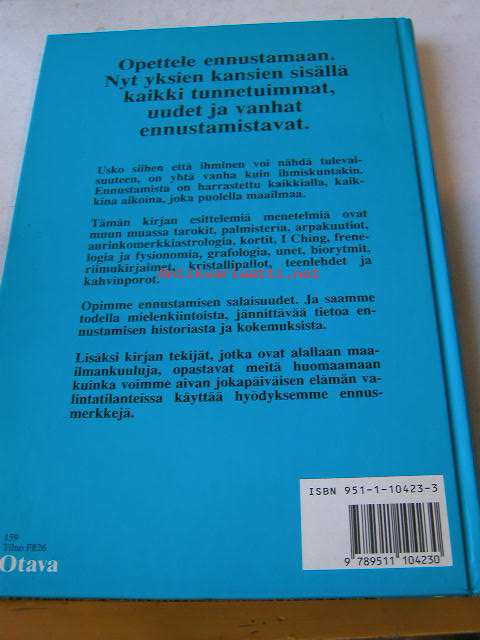 Opettele ennustamaan.
Nyt yksien kansien sisällä
kaikki tunnetuimmat,
uudet ja vanhat
ennustamistavat.
Usko siihen että ihminen voi nähdä tulevai-
suuteen, on yhtä vanha kuin ihmiskuntakin.
Ennustamista on harrastettu kaikkialla, kaik-
kina aikoina, joka puolella maailmaa.
Tämän kirjan esittelemiä menetelmiä ovat
muun muassa tarokit, palmisteria, arpakuutiot,
aurinkomerkkiastrologia, kortit, I Ching, freno-
logia ja fysionomia, grafologia, unet, biorytmit,
riimukirjaimet, kristallipallot, teenlehdet ja
kahvinporot.
Opimme ennustamisen salaisuudet. Ja saamme
todella mielenkiintoista, jännittävää tietoa en-
nustamisen historiasta ja kokemuksista.
Lisäksi kirjan tekijät, jotka ovat alallaan maa-
ilmankuuluja, opastavat meitä huomaamaan
kuinka voimme aivan jokapäiväisen elämän va-
lintatilanteissa käyttää hyödyksemme ennus-
merkkejä.
ISBN 951-1-10423-3
9 789511 104230
159
Otava